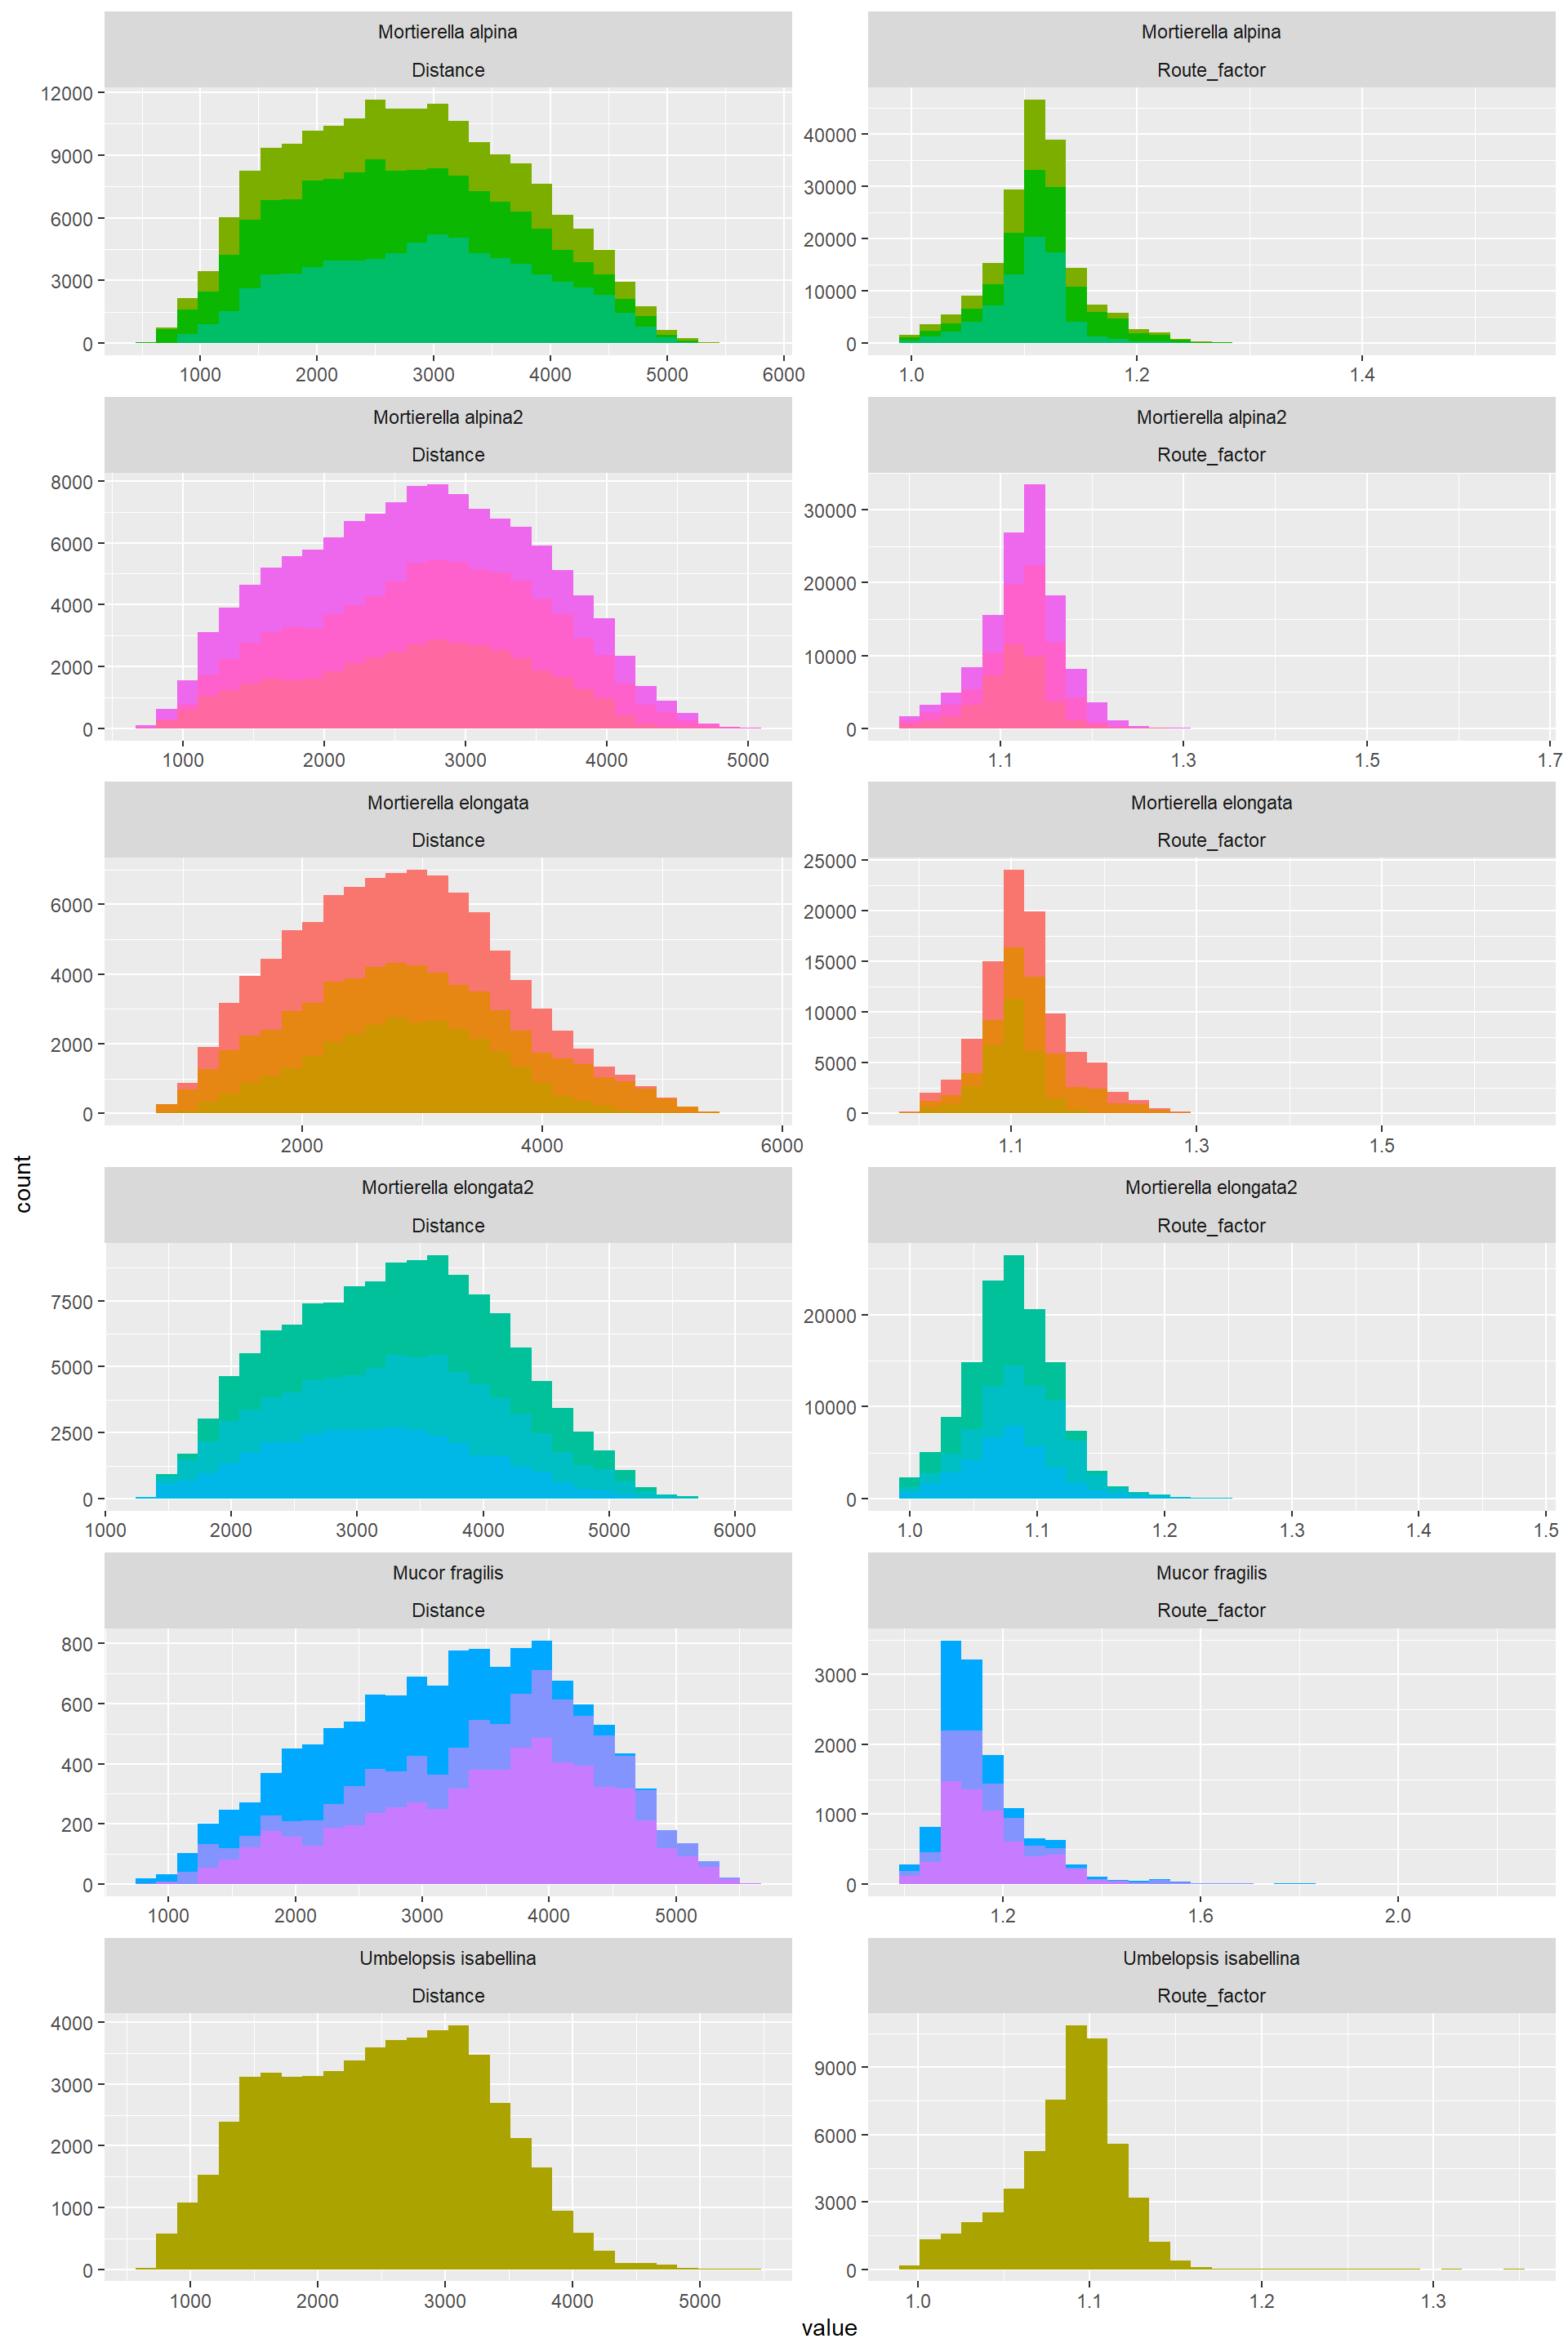 Mortierella alpina
Distance
12000
9000
6000
3000
0
1000 2000 3000 4000 5000 6000
Mortierella alpina
Route_factor
40000
30000
20000
10000
0
1.0 1.2 1.4
Mortierella alpina2
Distance
8000
6000
4000
2000
0
1000 2000 3000 4000 5000
Mortierella alpina2
Route_factor
30000
20000
10000
0
1.1 1.3 1.5 1.7
Mortierella elongata
Distance
6000
4000
2000
0
2000 4000 6000
Mortierella elongata
Route_factor
25000
20000
15000
10000
5000
0
1.1 1.3 1.5
count
Mortierella elongata2
Distance
7500
5000
2500
0
1000 2000 3000 4000 5000 6000
Mortierella elongata2
Route_factor
20000
10000
0
1.0 1.1 1.2 1.3 1.4 1.5
Mucor fragilis
Distance
800
600
400
200
0
1000 2000 3000 4000 5000
Mucor fragilis
Route_factor
3000
2000
1000
0
1.2 1.6 2.0
Umbelopsis isabellina
Distance
4000
3000
2000
1000
0
1000 2000 3000 4000 5000
Umbelopsis isabellina
Route_factor
9000
6000
3000
0
1.0 1.1 1.2 1.3
value